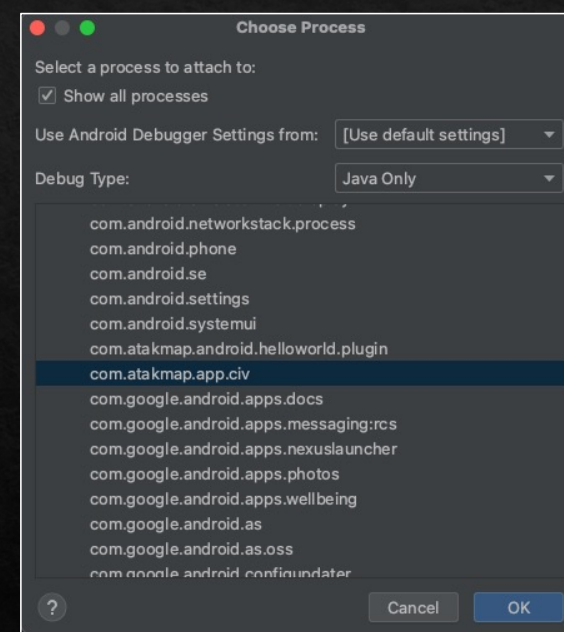 Choose Process
Select a process to attach to:
Show all processes
Use Android Debugger Settings from: [Use default settings]
Debug Type: Java Only
com.android.networkstack.process
com.android.phone
com.android.se
com.android.settings
com.android.systemui
com.atakmap.android.helloworld.plugin
com.atakmap.app.civ
com.google.android.apps.docs
com.google.android.apps.messaging:rcs
com.google.android.apps.nexuslauncher
com.google.android.apps.photos
com.google.android.apps.wellbeing
com.google.android.as
com.google.android.as.oss
com.google.android.configupdater
? Cancel OK